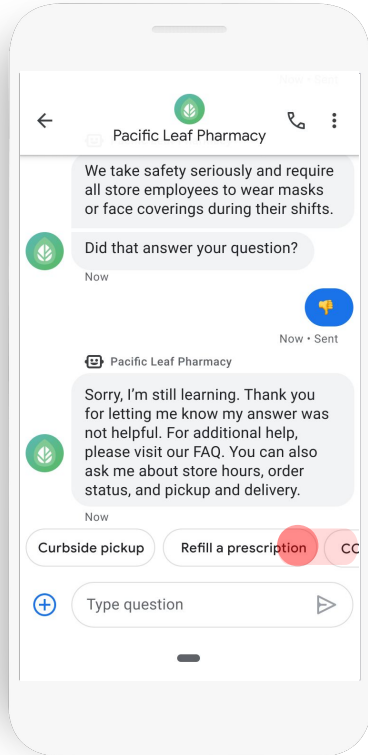 Pacific Leaf Pharmacy
We take safety seriously and require
all store employees to wear masks
or face coverings during their shifts.
Did that answer your question?
Now
Now • Sent
Pacific Leaf Pharmacy
Sorry, I’m still learning. Thank you
for letting me know my answer was
not helpful. For additional help,
please visit our FAQ. You can also
ask me about store hours, order
status, and pickup and delivery.
Now
Curbside pickup
Refill a prescription
CO
Type question